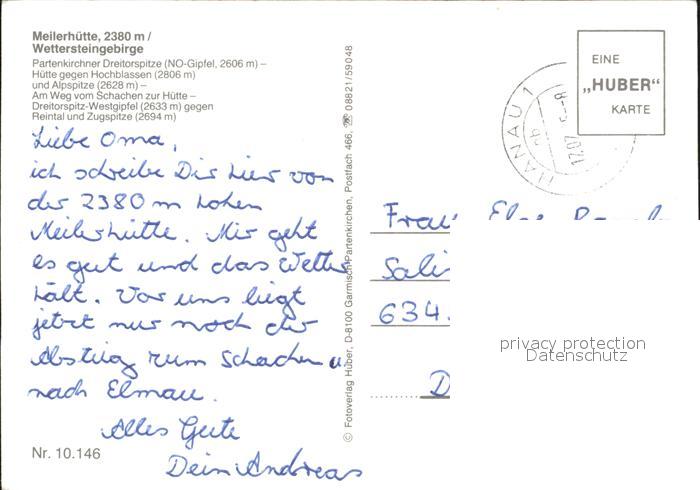 Meilerhütte, 2380 m /
Wettersteingebirge
Partenkirchner Dreitorspitze (NO-Gipfel, 2606 m) –
Hütte gegen Hochblassen (2806 m)
und Alpspitze (2628 m) –
Am Weg vom Schachen zur Hütte –
Dreitorspitz-Westgipfel (2633 m) gegen
Reintal und Zugspitze (2694 m)
Liebe Oma,
ich schreibe Dir hier von
der 2380 m hohen
Meilerhütte. Mir geht
es gut und das Wetter
hält. Vor uns liegt
jetzt nur noch der
Abstieg zum Schachen u
nach Elmau.
Alles Gute
Dein Andreas
Nr. 10.146
© Fotoverlag Huber, D-8100 Garmisch-Partenkirchen, Postfach 466, ☎ 08821/59048
HANAU 1
EINE
„HUBER“
KARTE
Frau
634.
D
privacy protection
Datenschutz